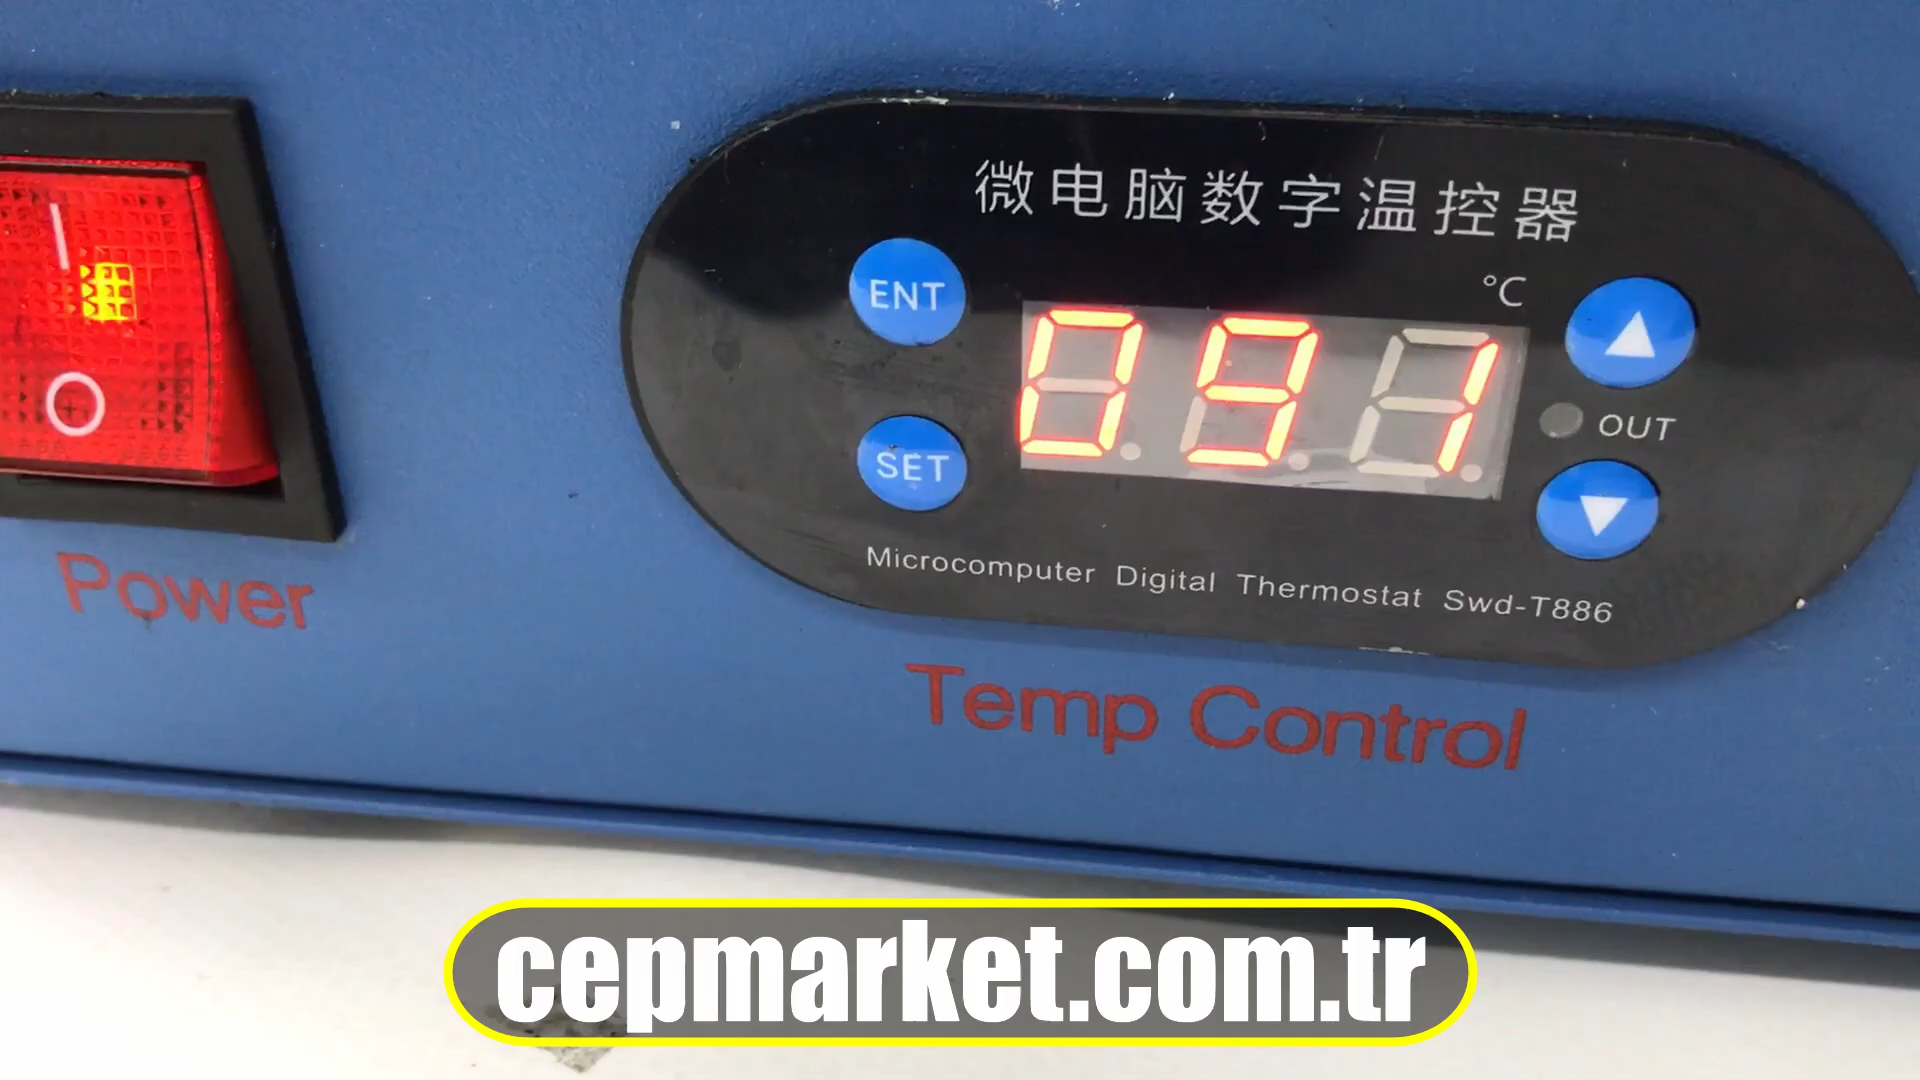 微电脑数字温控器
°C
ENT
091
SET
OUT
Microcomputer Digital Thermostat Swd-T886
Power
Temp Control
cepmarket.com.tr